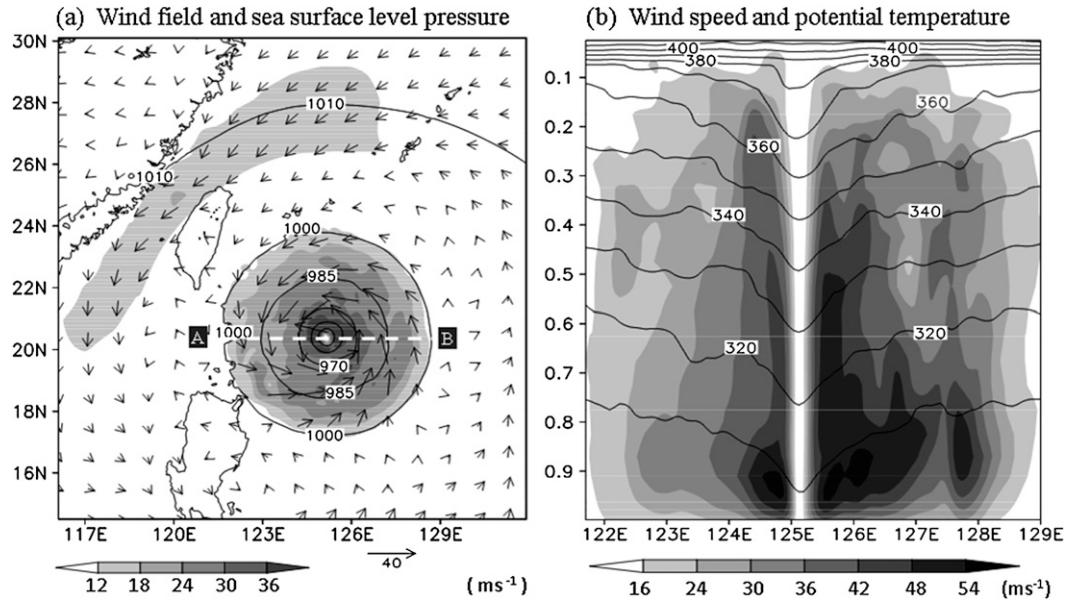 (a) Wind field and sea surface level pressure
(b) Wind speed and potential temperature
30N
28N
26N
24N
22N
20N
18N
16N
1010
1010
1000
985
1000
A
B
970
985
1000
117E
120E
123E
126E
129E
40
12
18
24
30
36
(ms-1)
0.1
0.2
0.3
0.4
0.5
0.6
0.7
0.8
0.9
400
400
380
380
360
360
340
340
320
320
122E
123E
124E
125E
126E
127E
128E
129E
16
24
30
36
42
48
54
(ms-1)